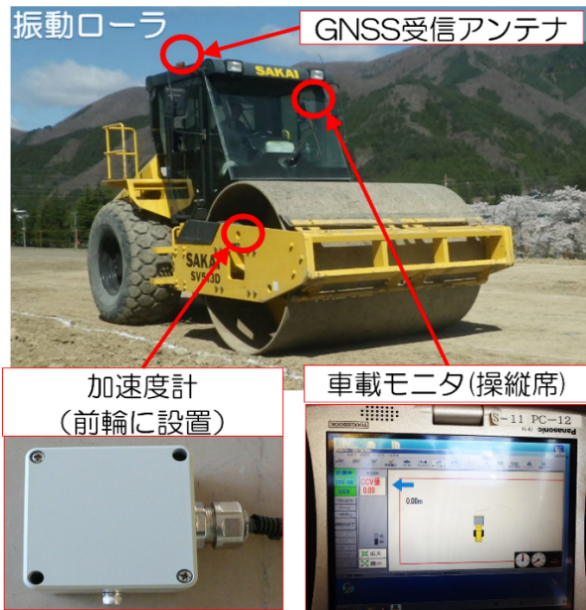 振動ローラ
GNSS受信アンテナ
SAKAI
SAKAI
加速度計
（前輪に設置）
車載モニタ(操縦席)
S-11 PC-12
Panasonic
TOUGHBOOK
CCV値
0.00
0.00m